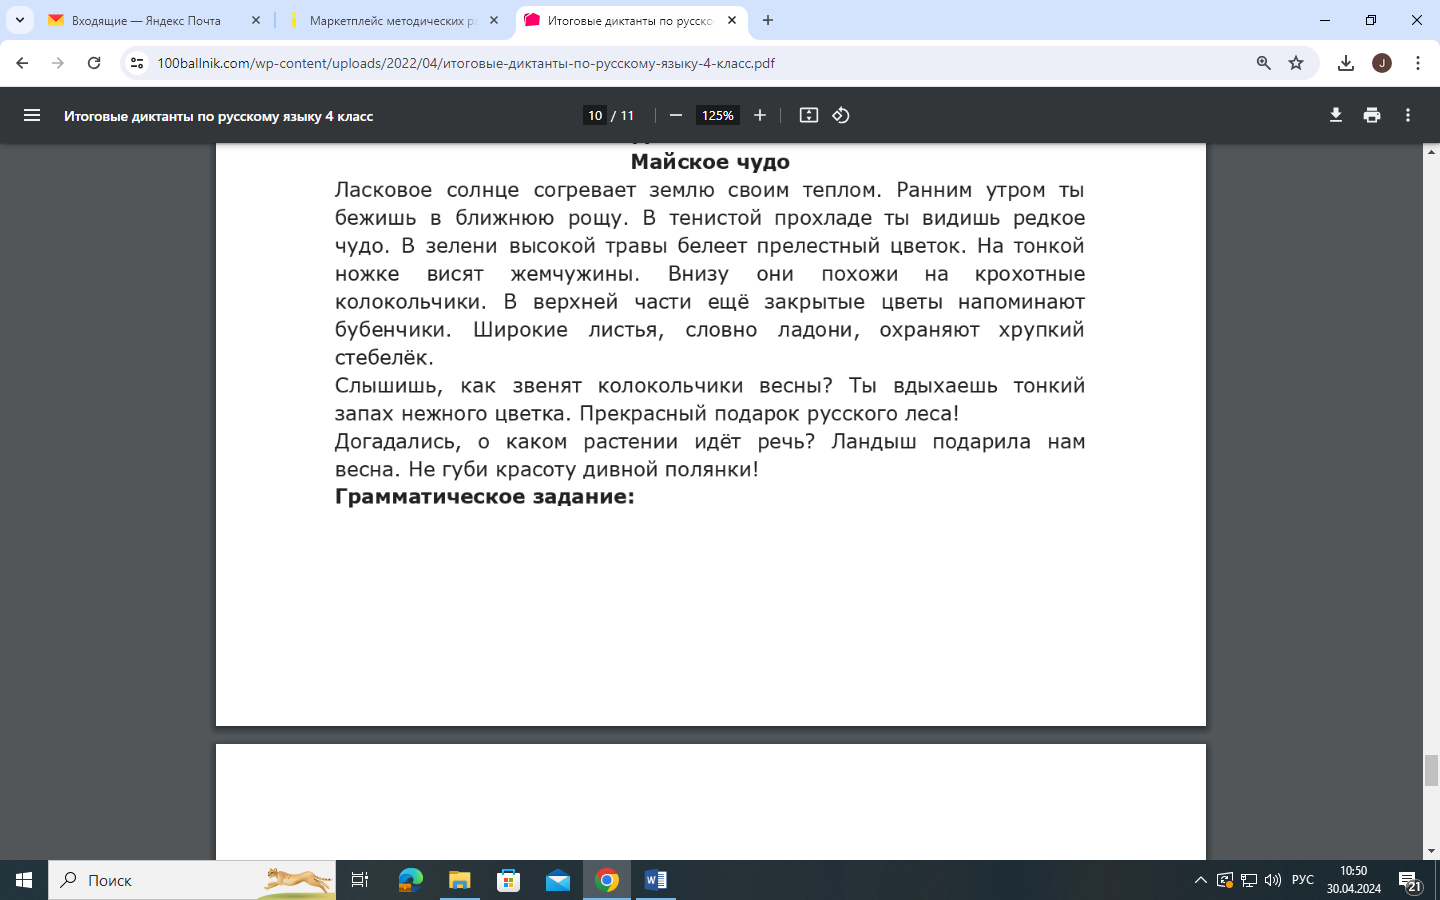 Входящие — Яндекс Почта
Маркетплейс методических р
Итоговые диктанты по русско
100ballnik.com/wp-content/uploads/2022/04/итоговые-диктанты-по-русскому-языку-4-класс.pdf
J
Итоговые диктанты по русскому языку 4 класс
10 / 11
125%
Майское чудо
Ласковое солнце согревает землю своим теплом. Ранним утром ты
бежишь в ближнюю рощу. В тенистой прохладе ты видишь редкое
чудо. В зелени высокой травы белеет прелестный цветок. На тонкой
ножке висят жемчужины. Внизу они похожи на крохотные
колокольчики. В верхней части ещё закрытые цветы напоминают
бубенчики. Широкие листья, словно ладони, охраняют хрупкий
стебелёк.
Слышишь, как звенят колокольчики весны? Ты вдыхаешь тонкий
запах нежного цветка. Прекрасный подарок русского леса!
Догадались, о каком растении идёт речь? Ландыш подарила нам
весна. Не губи красоту дивной полянки!
Грамматическое задание:
Поиск
РУС
10:50
30.04.2024
21